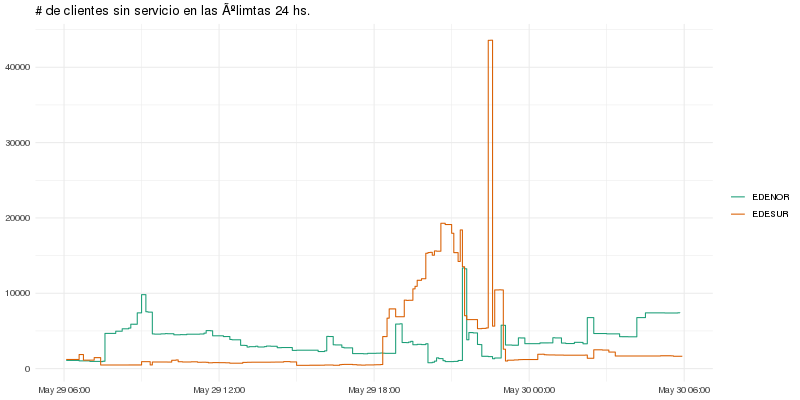 # de clientes sin servicio en las Ãºlimtas 24 hs.
40000
30000
20000
10000
0
May 29 06:00
May 29 12:00
May 29 18:00
May 30 00:00
May 30 06:00
EDENOR
EDESUR